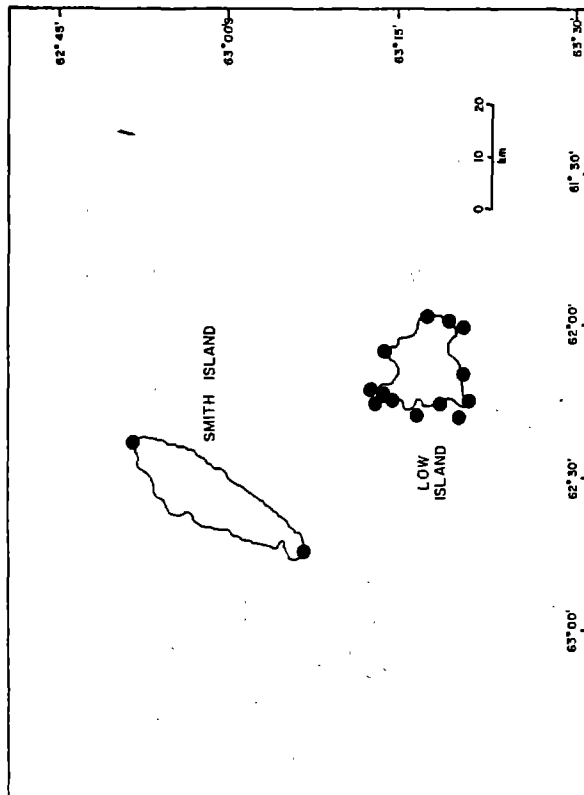 62° 45'
63° 00'
63° 15'
63° 30'
SMITH ISLAND
LOW
ISLAND
0 10 20
km
63° 00'
62° 30'
62° 00'
61° 30'